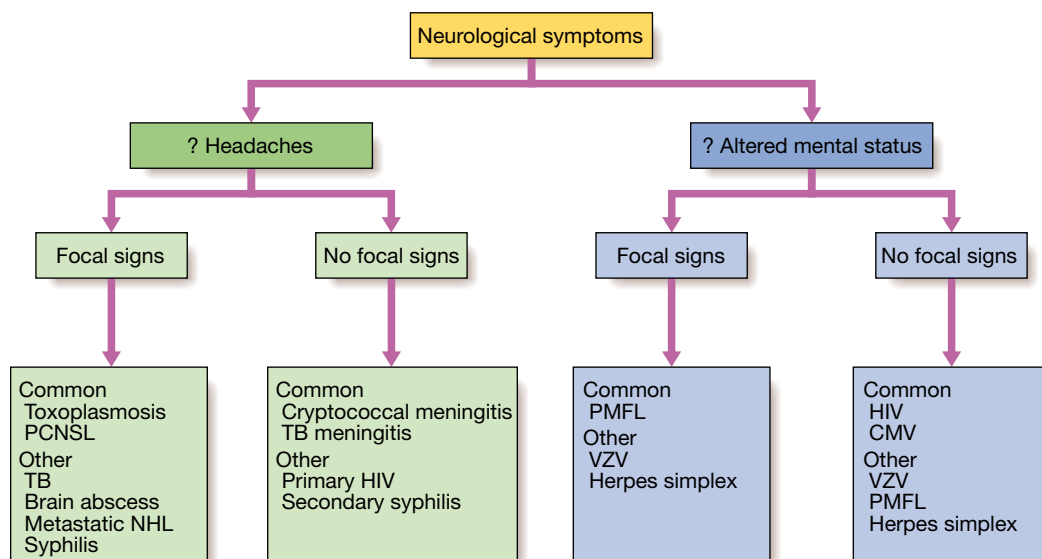 Neurological symptoms
? Headaches
? Altered mental status
Focal signs
No focal signs
Focal signs
No focal signs
Common
Toxoplasmosis
PCNSL
Other
TB
Brain abscess
Metastatic NHL
Syphilis
Common
Cryptococcal meningitis
TB meningitis
Other
Primary HIV
Secondary syphilis
Common
PMFL
Other
VZV
Herpes simplex
Common
HIV
CMV
Other
VZV
PMFL
Herpes simplex